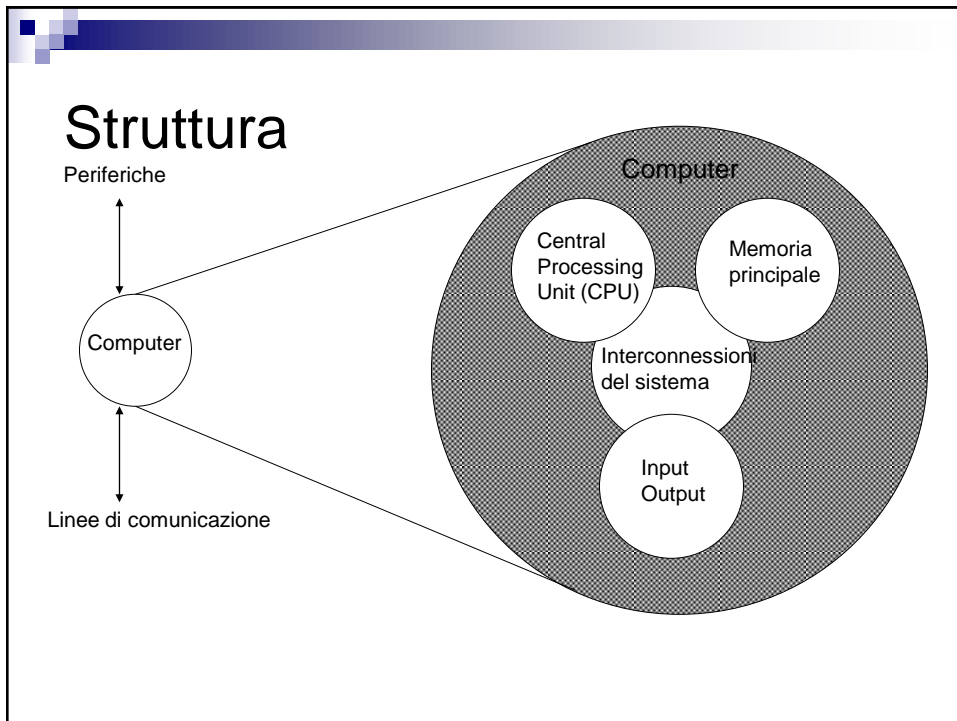 Struttura
Periferiche
Computer
Linee di comunicazione
Computer
Central
Processing
Unit (CPU)
Memoria
principale
Interconnessioni
del sistema
Input
Output